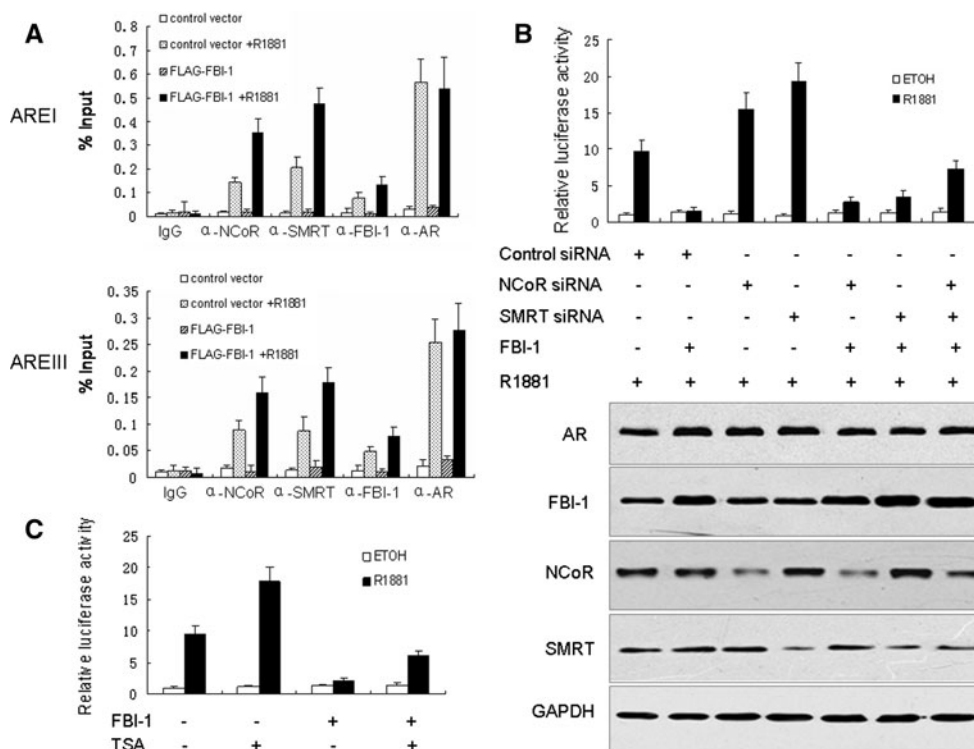 A
control vector
control vector +R1881
FLAG-FBI-1
FLAG-FBI-1 +R1881
AREI
% Input
0.8
0.7
0.6
0.5
0.4
0.3
0.2
0.1
0
IgG α-NCoR α-SMRT α-FBI-1 α-AR
control vector
control vector +R1881
FLAG-FBI-1
FLAG-FBI-1 +R1881
AREIII
% Input
0.35
0.3
0.25
0.2
0.15
0.1
0.05
0
IgG α-NCoR α-SMRT α-FBI-1 α-AR
B
Relative luciferase activity
25
20
15
10
5
0
ETOH
R1881
Control siRNA + + - - - - -
NCoR siRNA - - + - + - +
SMRT siRNA - - - + - + +
FBI-1 - + - - + + +
R1881 + + + + + + +
AR
FBI-1
NCoR
SMRT
GAPDH
C
Relative luciferase activity
25
20
15
10
5
0
ETOH
R1881
FBI-1 - - + +
TSA - + - +